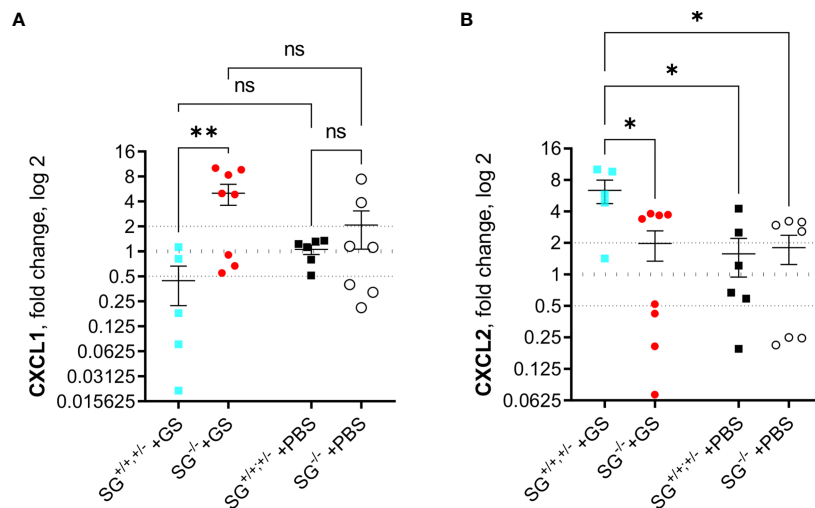 A
ns
ns
**
ns
CXCL1, fold change, log 2
16
8
4
2
1
0.5
0.25
0.125
0.0625
0.03125
0.015625
SG+/+,+/- +GS
SG-/- +GS
SG+/+;+/- +PBS
SG-/- +PBS
B
*
*
*
CXCL2, fold change, log 2
16
8
4
2
1
0.5
0.25
0.125
0.0625
SG+/+,+/- +GS
SG-/- +GS
SG+/+;+/- +PBS
SG-/- +PBS